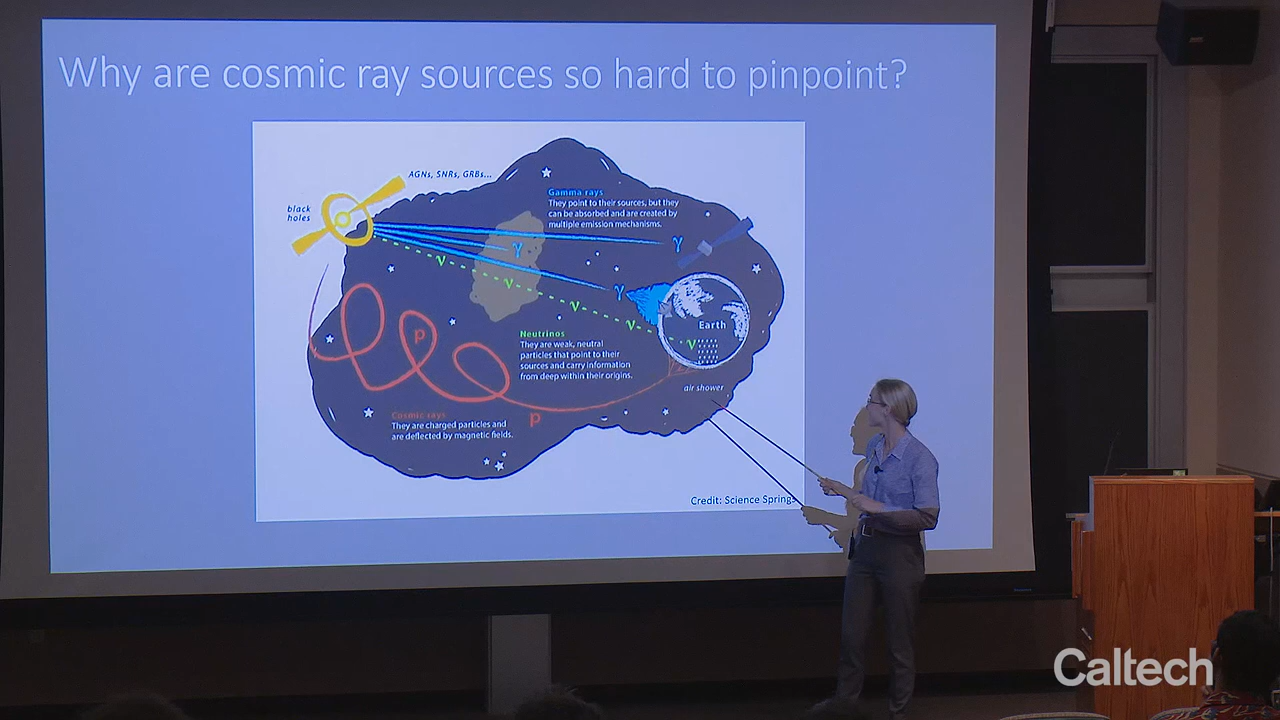 Why are cosmic ray sources so hard to pinpoint?
AGNs, SNRs, GRBs...
black
holes
Gamma rays
They point to their sources, but they
can be absorbed and are created by
multiple emission mechanisms.
γ
γ
γ
ν
ν
ν
ν
ν
Earth
Neutrinos
They are weak, neutral
particles that point to their
sources and carry information
from deep within their origins.
p
air shower
p
Cosmic rays
They are charged particles and
are deflected by magnetic fields.
Credit: Science Springs
Caltech